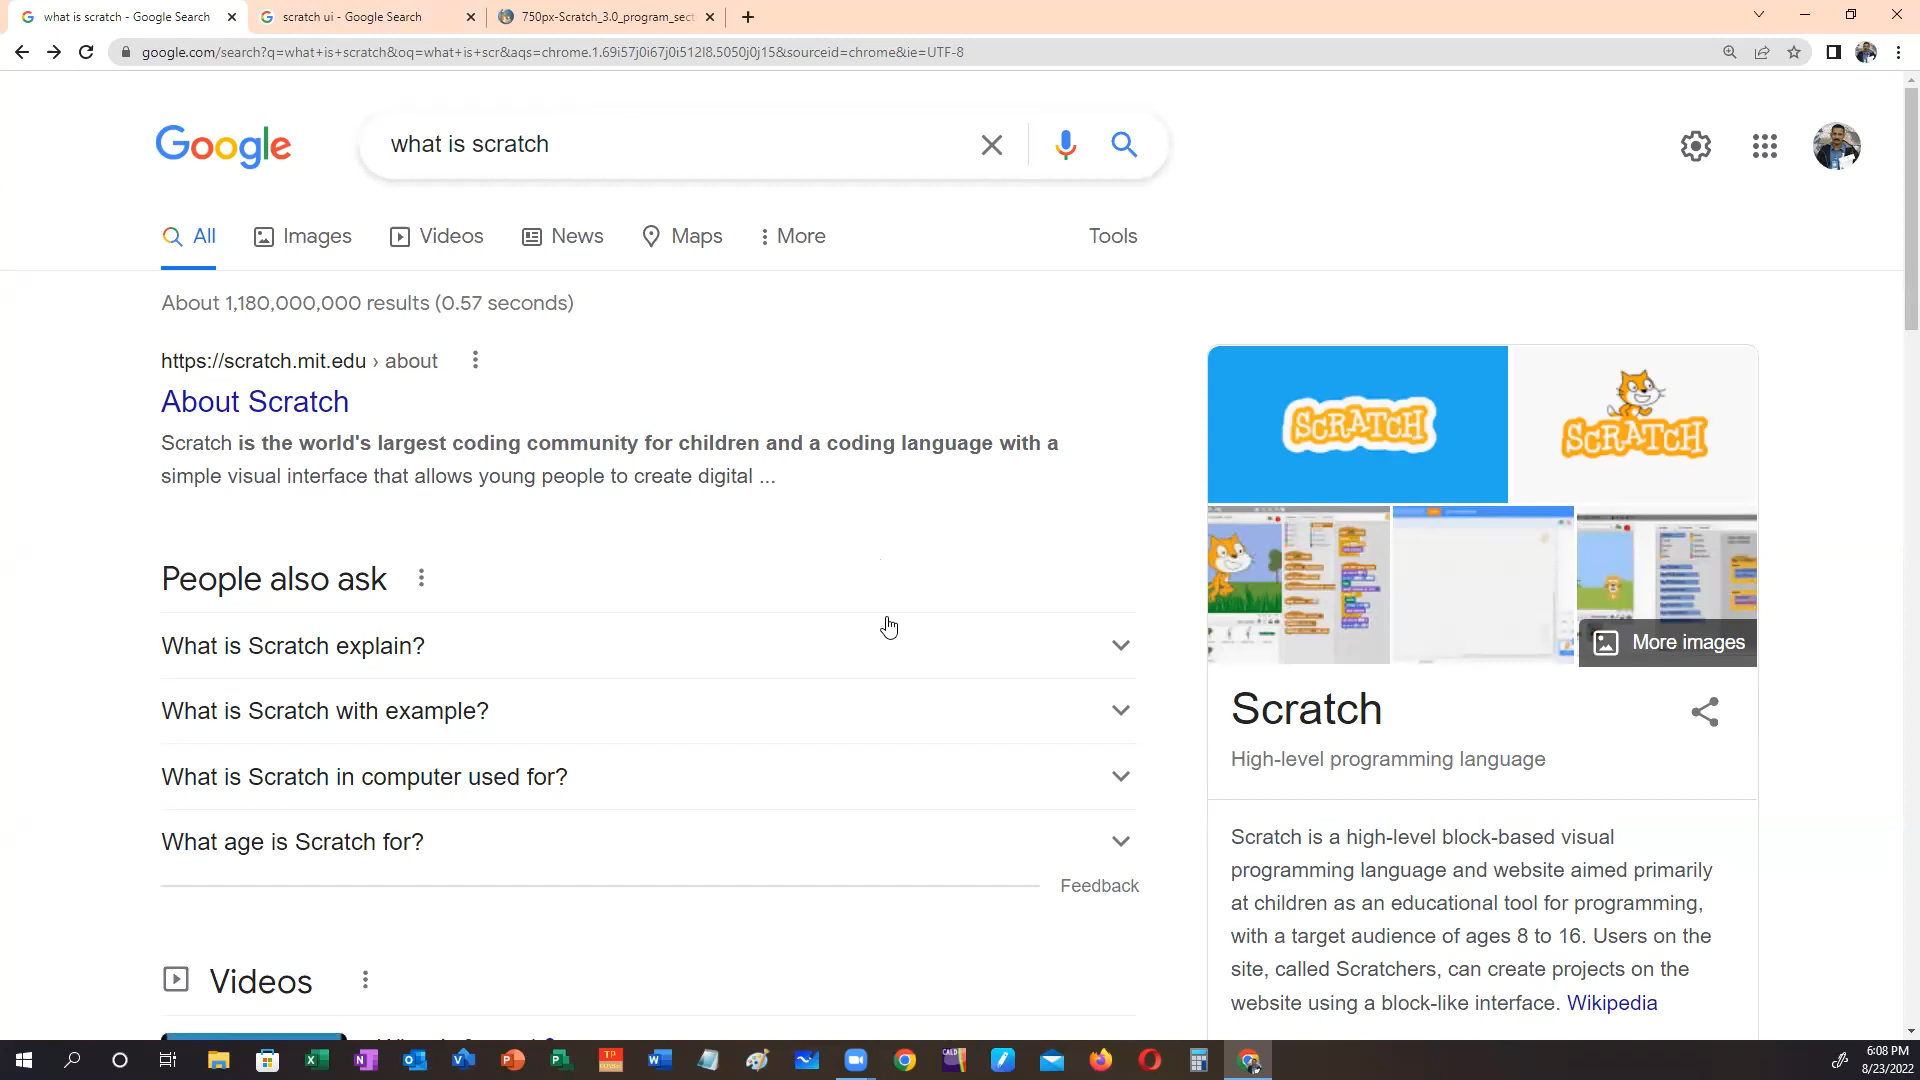 what is scratch - Google Search
scratch ui - Google Search
750px-Scratch_3.0_program_sect
google.com/search?q=what+is+scratch&oq=what+is+scr&aqs=chrome.1.69i57j0i67j0i512l8.5050j0j15&sourceid=chrome&ie=UTF-8
Google
what is scratch
All
Images
Videos
News
Maps
More
Tools
About 1,180,000,000 results (0.57 seconds)
https://scratch.mit.edu › about
About Scratch
Scratch is the world's largest coding community for children and a coding language with a
simple visual interface that allows young people to create digital ...
People also ask
What is Scratch explain?
What is Scratch with example?
What is Scratch in computer used for?
What age is Scratch for?
Feedback
Videos
SCRATCH
SCRATCH
More images
Scratch
High-level programming language
Scratch is a high-level block-based visual
programming language and website aimed primarily
at children as an educational tool for programming,
with a target audience of ages 8 to 16. Users on the
site, called Scratchers, can create projects on the
website using a block-like interface. Wikipedia
6:08 PM
8/23/2022